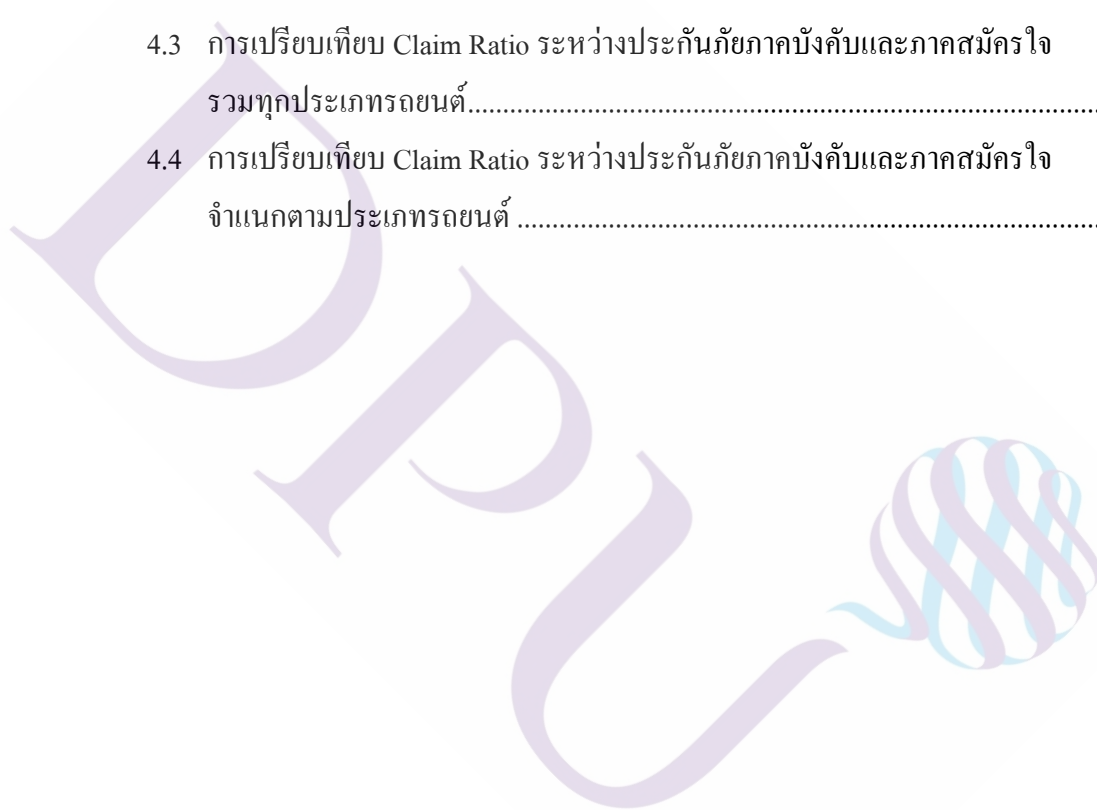 4.3 การเปรียบเทียบ Claim Ratio ระหว่างประกันภัยภาคบังคับและภาคสมัครใจ
รวมทุกประเภทรถยนต์..........................................................................................
4.4 การเปรียบเทียบ Claim Ratio ระหว่างประกันภัยภาคบังคับและภาคสมัครใจ
จำแนกตามประเภทรถยนต์ ...................................................................................
DPU